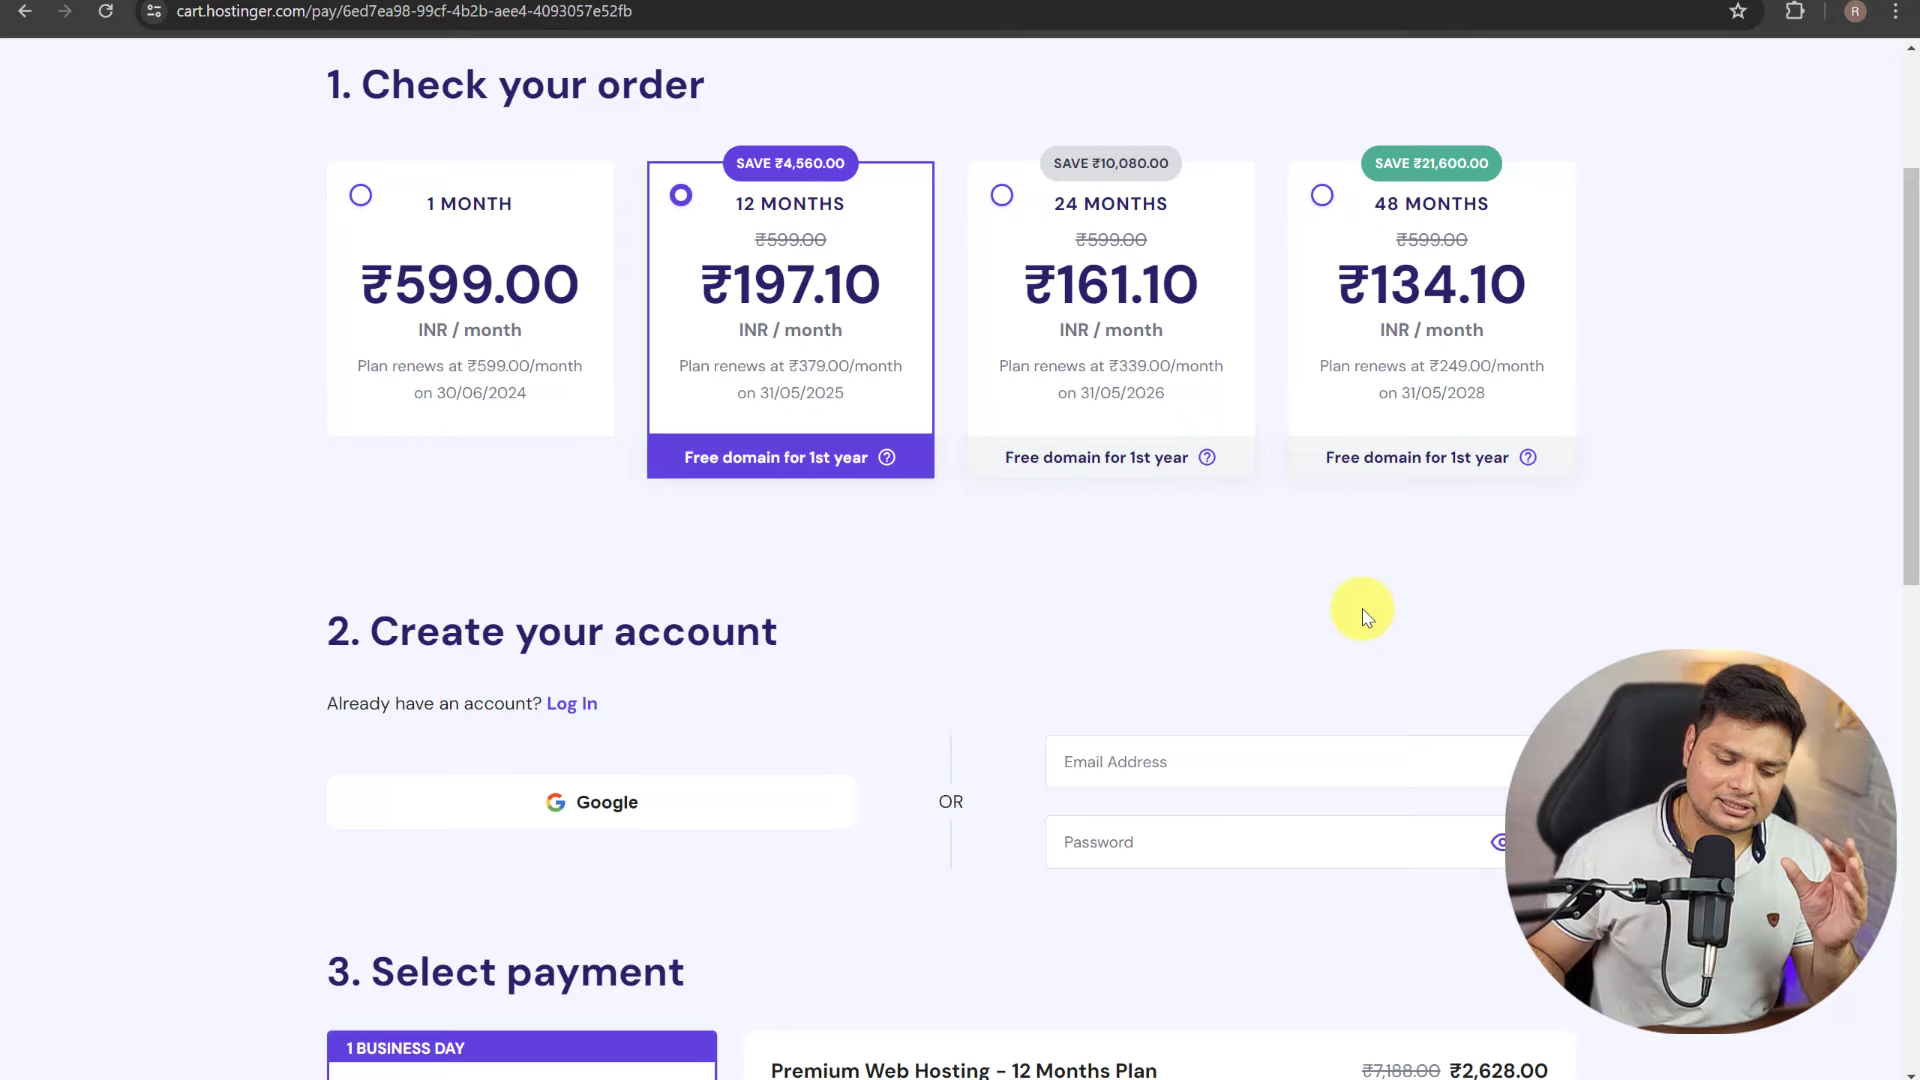 cart.hostinger.com/pay/6ed7ea98-99cf-4b2b-aee4-4093057e52fb
R
1. Check your order
SAVE ₹4,560.00
SAVE ₹10,080.00
SAVE ₹21,600.00
1 MONTH
12 MONTHS
24 MONTHS
48 MONTHS
₹599.00
₹599.00
₹599.00
₹599.00
₹197.10
₹161.10
₹134.10
INR / month
INR / month
INR / month
INR / month
Plan renews at ₹599.00/month
on 30/06/2024
Plan renews at ₹379.00/month
on 31/05/2025
Plan renews at ₹339.00/month
on 31/05/2026
Plan renews at ₹249.00/month
on 31/05/2028
Free domain for 1st year ?
Free domain for 1st year ?
Free domain for 1st year ?
2. Create your account
Already have an account? Log In
Google
OR
Email Address
Password
3. Select payment
1 BUSINESS DAY
Premium Web Hosting - 12 Months Plan
₹7,188.00 ₹2,628.00